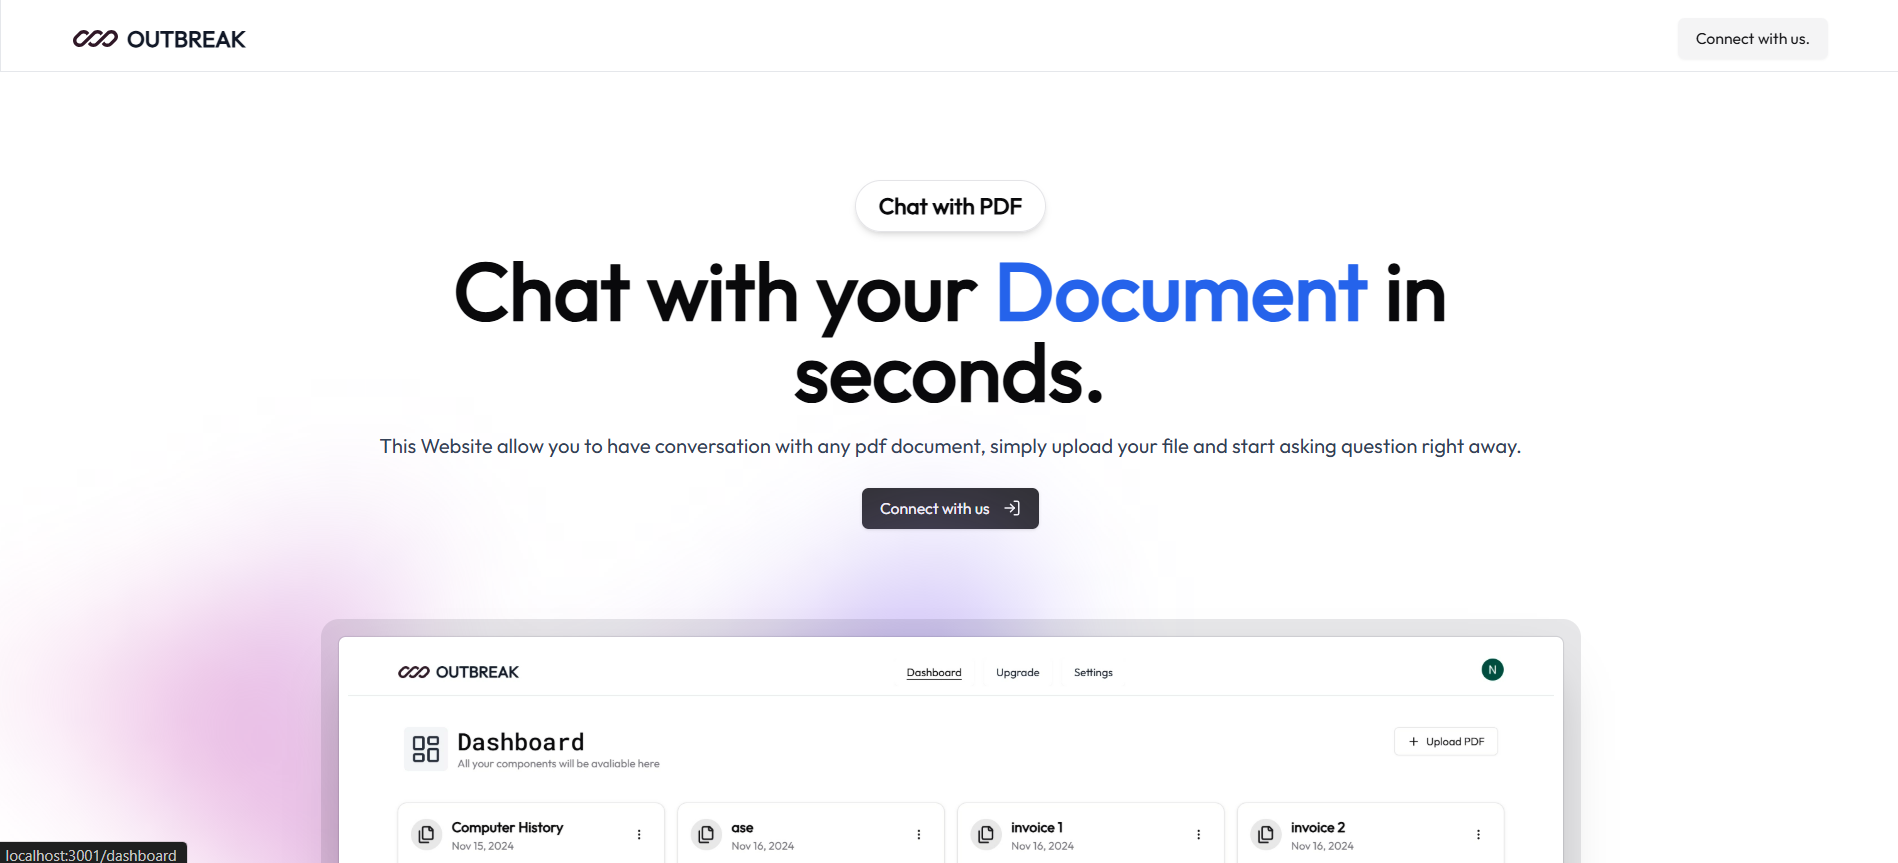 OUTBREAK
Connect with us.
Chat with PDF
Chat with your Document in
seconds.
This Website allow you to have conversation with any pdf document, simply upload your file and start asking question right away.
Connect with us
OUTBREAK
Dashboard Upgrade Settings
N
Dashboard
All your components will be avaliable here
+ Upload PDF
Computer History
Nov 15, 2024
ase
Nov 16, 2024
invoice 1
Nov 16, 2024
invoice 2
Nov 16, 2024
localhost:3001/dashboard